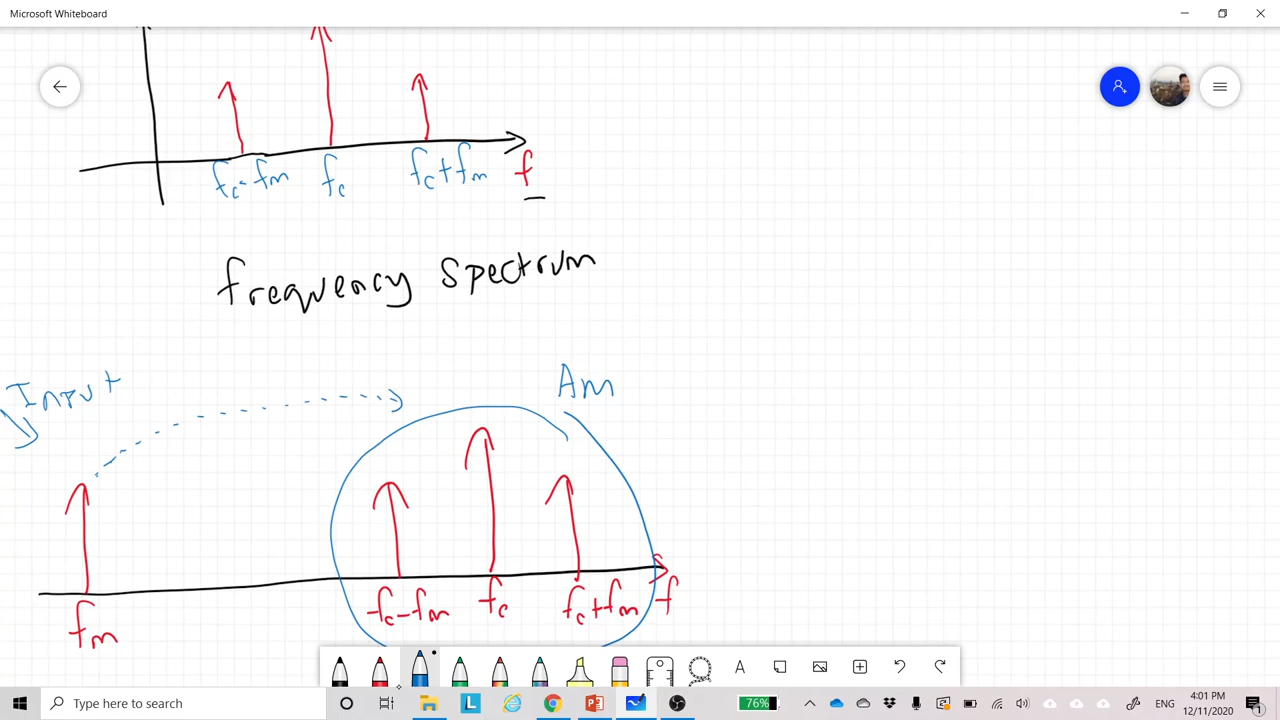 Microsoft Whiteboard
fc-fm fc fc+fm f
frequency spectrum
Input
Am
fc-fm fc fc+fm f
fm
A
Type here to search
L
76%
ENG
4:01 PM
12/11/2020
1